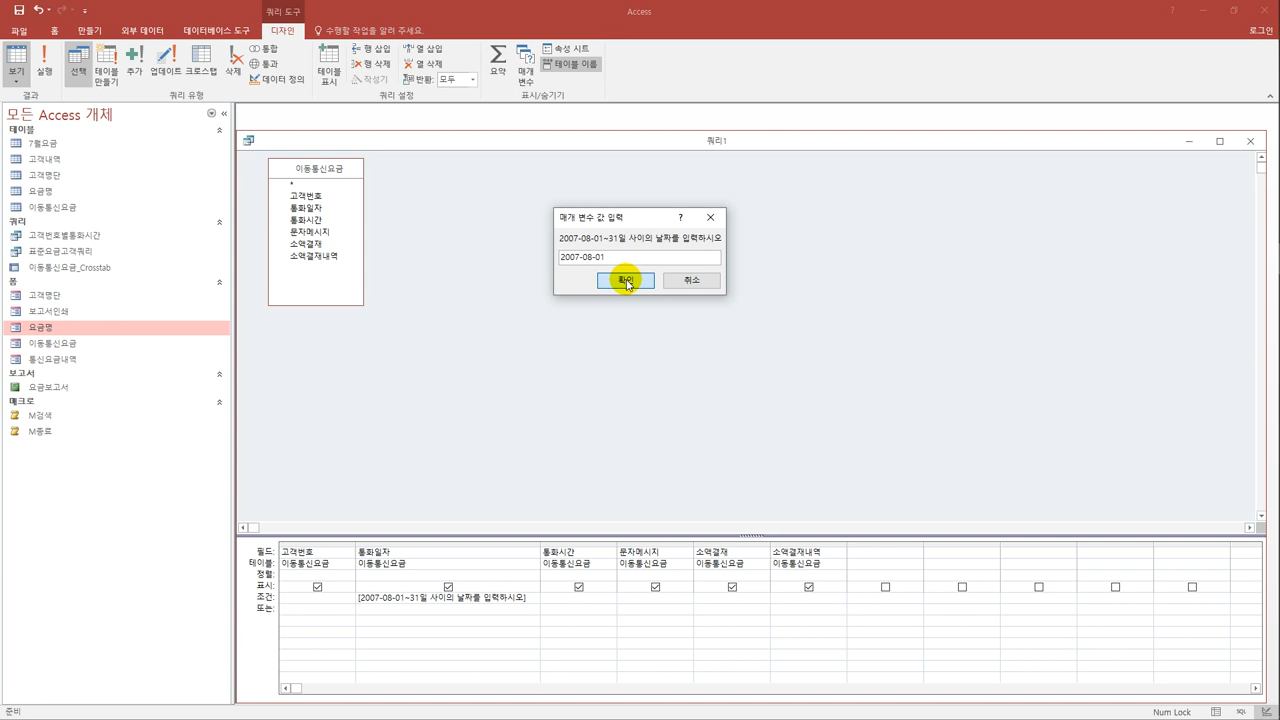 쿼리 도구
Access
로그인
파일 홈 만들기 외부 데이터 데이터베이스 도구 디자인 수행할 작업을 알려 주세요.
보기 실행 선택 테이블 만들기 추가 업데이트 크로스탭 삭제 통합 통과 데이터 정의 테이블 표시 행 삽입 행 삭제 작성기 열 삽입 열 삭제 반환: 모두 요약 매개 변수 속성 시트 테이블 이름
결과 쿼리 유형 쿼리 설정 표시/숨기기
모든 Access 개체
테이블
7월요금
고객내역
고객명단
요금명
이동통신요금
쿼리
고객번호별통화시간
표준요금고객쿼리
이동통신요금_Crosstab
폼
고객명단
보고서인쇄
요금명
이동통신요금
통신요금내역
보고서
요금보고서
매크로
M검색
M종료
쿼리1
이동통신요금
*
고객번호
통화일자
통화시간
문자메시지
소액결재
소액결재내역
매개 변수 값 입력 ?
2007-08-01~31일 사이의 날짜를 입력하시오
2007-08-01
확인 취소
필드: 고객번호 통화일자 통화시간 문자메시지 소액결재 소액결재내역
테이블: 이동통신요금 이동통신요금 이동통신요금 이동통신요금 이동통신요금 이동통신요금
정렬:
표시:
조건: [2007-08-01~31일 사이의 날짜를 입력하시오]
또는:
준비
Num Lock SQL